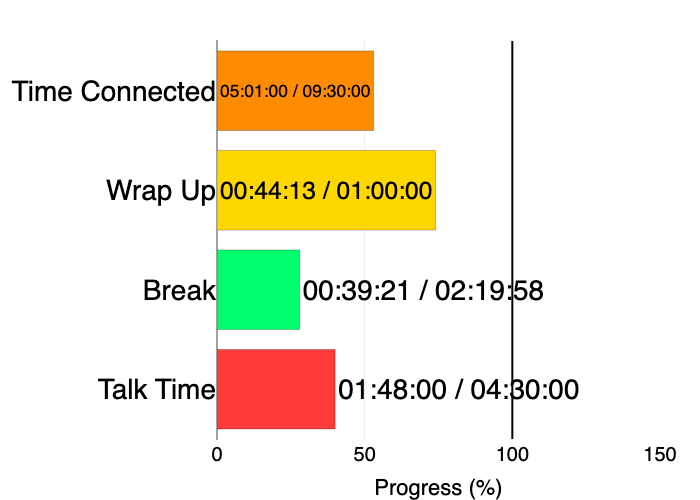 Time Connected 05:01:00 / 09:30:00
Wrap Up 00:44:13 / 01:00:00
Break 00:39:21 / 02:19:58
Talk Time 01:48:00 / 04:30:00
0 50 100 150
Progress (%)